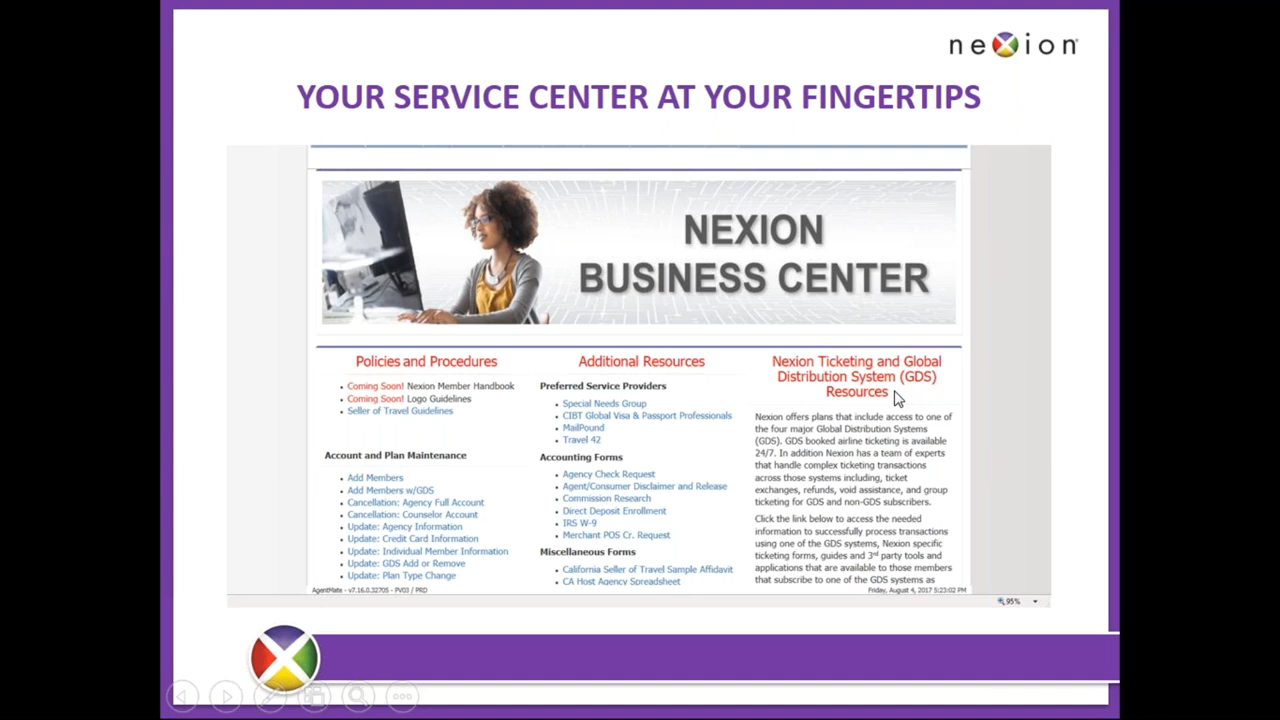 nexion
YOUR SERVICE CENTER AT YOUR FINGERTIPS
NEXION
BUSINESS CENTER
Policies and Procedures
Coming Soon! Nexion Member Handbook
Coming Soon! Logo Guidelines
Seller of Travel Guidelines
Account and Plan Maintenance
Add Members
Add Members w/GDS
Cancellation: Agency Full Account
Cancellation: Counselor Account
Update: Agency Information
Update: Credit Card Information
Update: Individual Member Information
Update: GDS Add or Remove
Update: Plan Type Change
Additional Resources
Preferred Service Providers
Special Needs Group
CIBT Global Visa & Passport Professionals
MailPound
Travel 42
Accounting Forms
Agency Check Request
Agent/Consumer Disclaimer and Release
Commission Research
Direct Deposit Enrollment
IRS W-9
Merchant POS Cr. Request
Miscellaneous Forms
California Seller of Travel Sample Affidavit
CA Host Agency Spreadsheet
Nexion Ticketing and Global
Distribution System (GDS)
Resources
Nexion offers plans that include access to one of
the four major Global Distribution Systems
(GDS). GDS booked airline ticketing is available
24/7. In addition Nexion has a team of experts
that handle complex ticketing transactions
across those systems including, ticket
exchanges, refunds, void assistance, and group
ticketing for GDS and non-GDS subscribers.
Click the link below to access the needed
information to successfully process transactions
using one of the GDS systems, Nexion specific
ticketing forms, guides and 3rd party tools and
applications that are available to those members
that subscribe to one of the GDS systems as
AgentMate - v7.16.0.32705 - PV03 / PRD
Friday, August 4, 2017 5:23:02 PM
95%